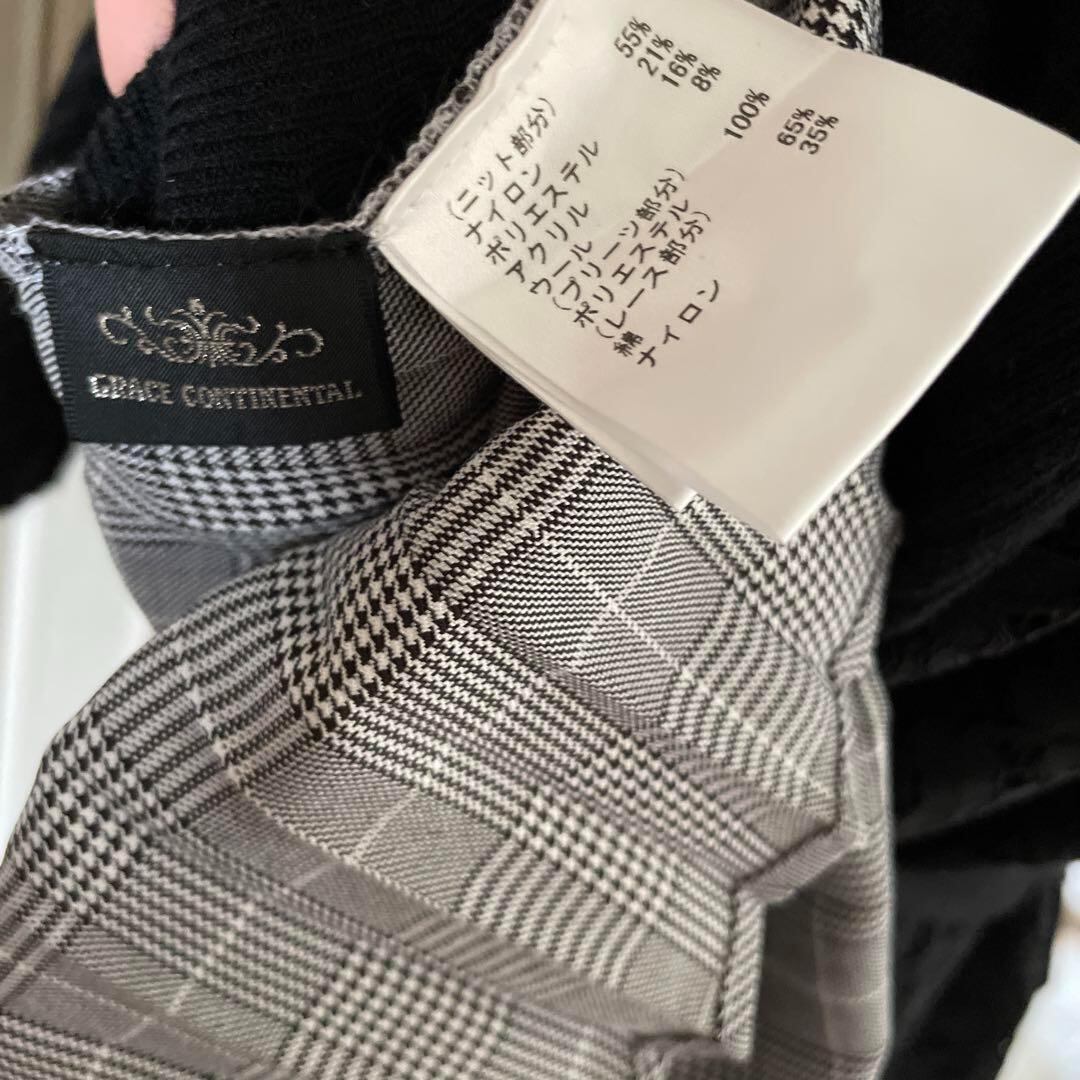 GRACE CONTINENTAL
(ニット部分)
ナイロン 55%
ポリエステル 21%
アクリル 16%
ウール 8%
(プリーツ部分)
ポリエステル 100%
(レース部分)
綿 65%
ナイロン 35%